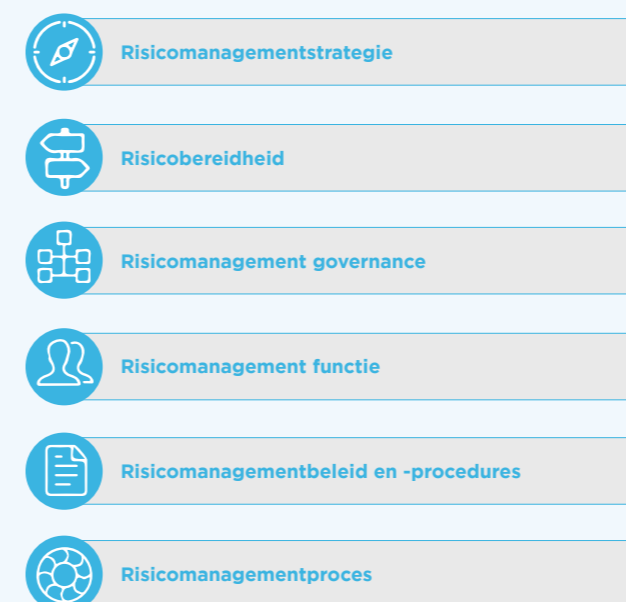 Risicomanagementstrategie
Risicobereidheid
Risicomanagement governance
Risicomanagement functie
Risicomanagementbeleid en -procedures
Risicomanagementproces